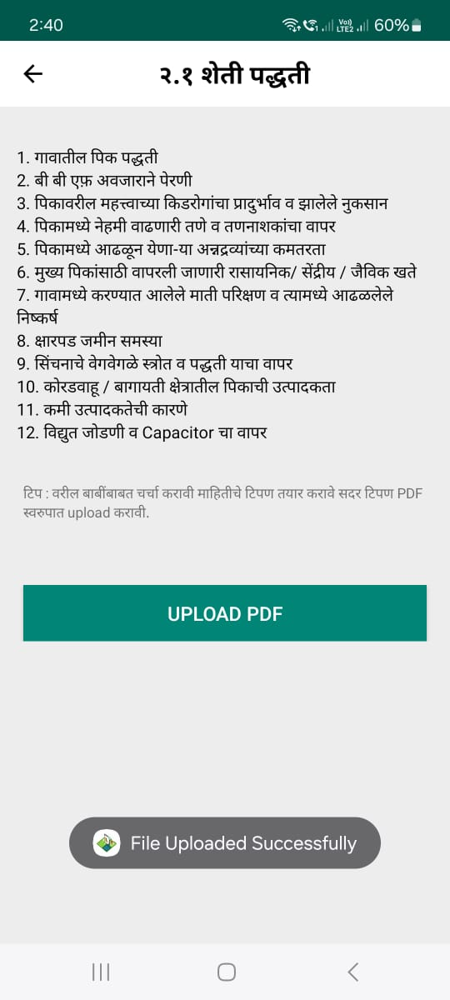 2:40
Vo)) LTE2
60%
२.१ शेती पद्धती
1. गावातील पिक पद्धती
2. बी बी एफ़ अवजाराने पेरणी
3. पिकावरील महत्त्वाच्या किडरोगांचा प्रादुर्भाव व झालेले नुकसान
4. पिकामध्ये नेहमी वाढणारी तणे व तणनाशकांचा वापर
5. पिकामध्ये आढळून येणा-या अन्नद्रव्यांच्या कमतरता
6. मुख्य पिकांसाठी वापरली जाणारी रासायनिक/ सेंद्रीय / जैविक खते
7. गावामध्ये करण्यात आलेले माती परिक्षण व त्यामध्ये आढळलेले
निष्कर्ष
8. क्षारपड जमीन समस्या
9. सिंचनाचे वेगवेगळे स्त्रोत व पद्धती याचा वापर
10. कोरडवाहू / बागायती क्षेत्रातील पिकाची उत्पादकता
11. कमी उत्पादकतेची कारणे
12. विद्युत जोडणी व Capacitor चा वापर
टिप : वरील बाबींबाबत चर्चा करावी माहितीचे टिपण तयार करावे सदर टिपण PDF
स्वरुपात upload करावी.
UPLOAD PDF
File Uploaded Successfully